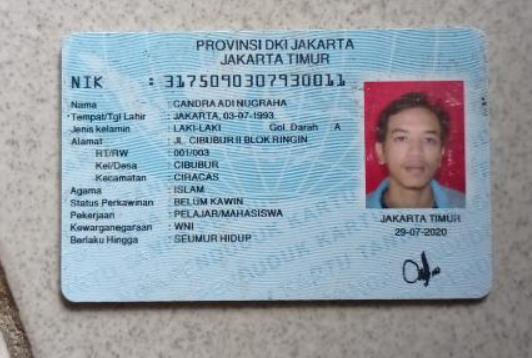 PROVINSI DKI JAKARTA
JAKARTA TIMUR
NIK : 3175090307930011
Nama : CANDRA ADI NUGRAHA
Tempat/Tgl Lahir : JAKARTA, 03-07-1993
Jenis kelamin : LAKI-LAKI Gol. Darah A
Alamat : JL. CIBUBUR II BLOK RINGIN
RT/RW : 001/003
Kel/Desa : CIBUBUR
Kecamatan : CIRACAS
Agama : ISLAM
Status Perkawinan : BELUM KAWIN
Pekerjaan : PELAJAR/MAHASISWA
Kewarganegaraan : WNI
Berlaku Hingga : SEUMUR HIDUP
JAKARTA TIMUR
29-07-2020